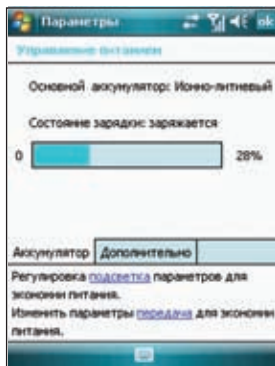 Параметры
ok
Управление питанием
Основной аккумулятор: Ионно-литиевый
Состояние зарядки: заряжается
0 28%
Аккумулятор Дополнительно
Регулировка подсветка параметров для
экономии питания.
Изменить параметры передача для экономии
питания.